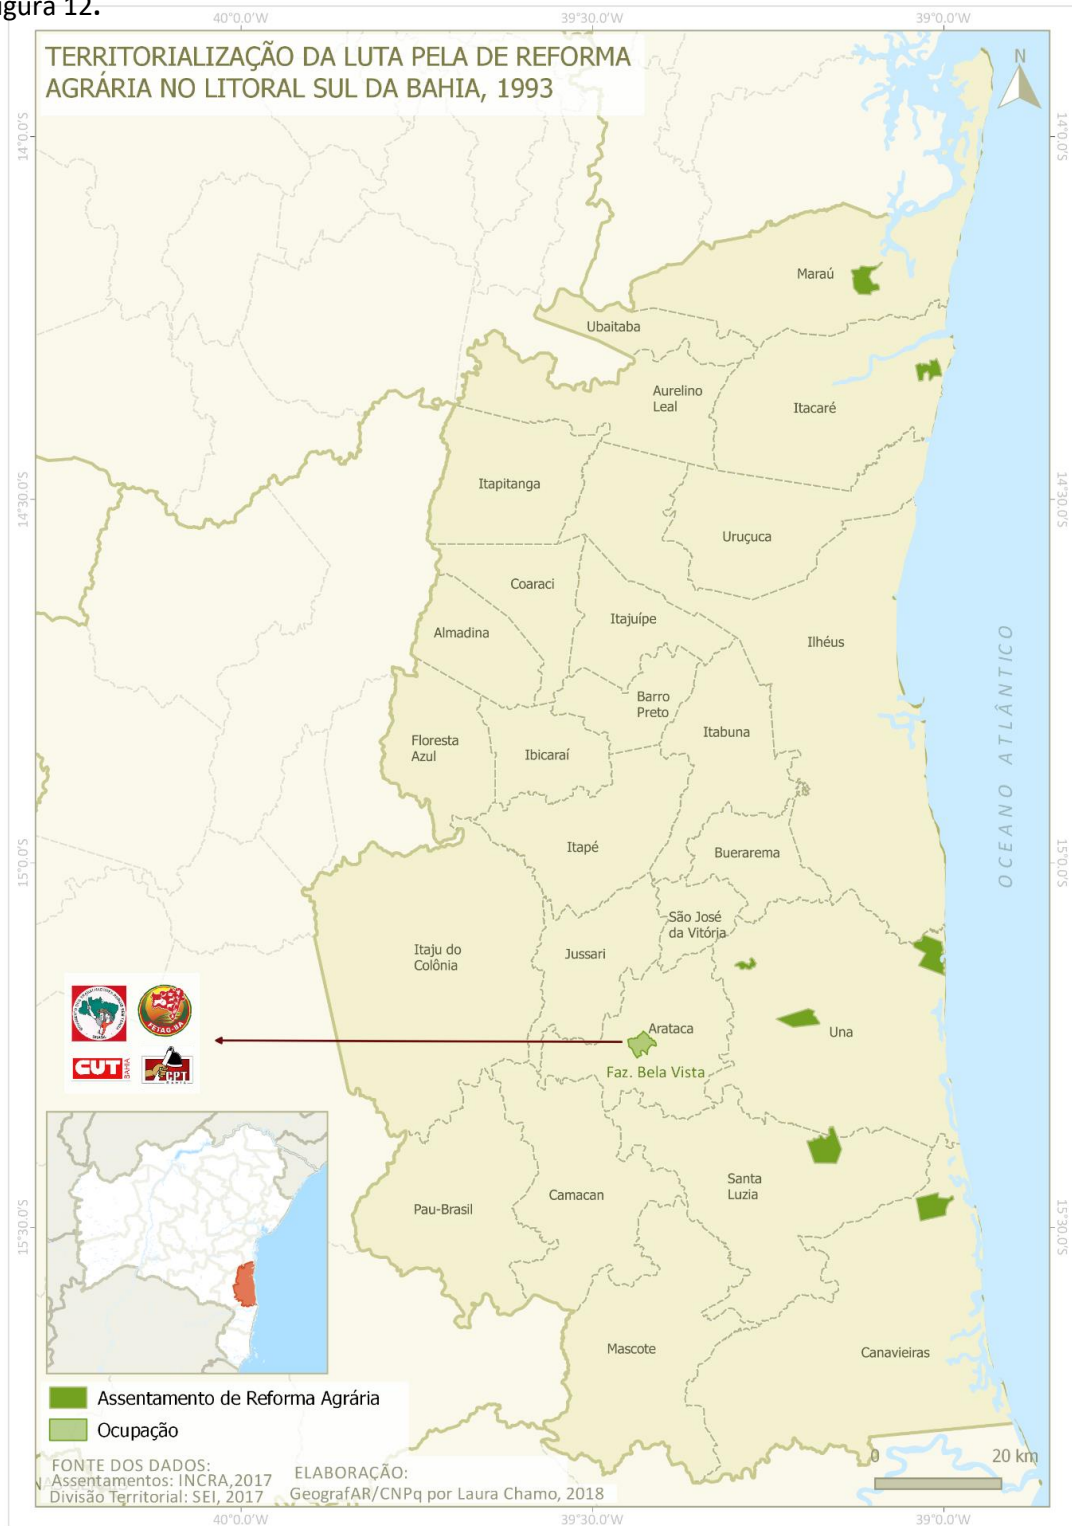 igura 12.
40°0.0'W
39°30.0'W
39°0.0'W
TERRITORIALIZAÇÃO DA LUTA PELA DE REFORMA
AGRÁRIA NO LITORAL SUL DA BAHIA, 1993
N
14°0.0'S
14°0.0'S
Maraú
Ubaitaba
Aurelino
Leal
Itacaré
14°30.0'S
14°30.0'S
Itapitanga
Uruçuca
Coaraci
Itajuípe
Almadina
Ilhéus
OCEANO ATLÂNTICO
Barro
Preto
Itabuna
Floresta
Azul
Ibicaraí
15°0.0'S
15°0.0'S
Itapé
Buerarema
São José
da Vitória
Itaju do
Colônia
Jussari
Arataca
Una
FETAG-BA
CUT
BAHIA
CPT
BAHIA
Faz. Bela Vista
Santa
Luzia
Camacan
Pau-Brasil
15°30.0'S
15°30.0'S
Mascote
Canavieiras
Assentamento de Reforma Agrária
Ocupação
0 20 km
FONTE DOS DADOS:
Assentamentos: INCRA,2017
Divisão Territorial: SEI, 2017
ELABORAÇÃO:
GeografAR/CNPq por Laura Chamo, 2018
40°0.0'W
39°30.0'W
39°0.0'W